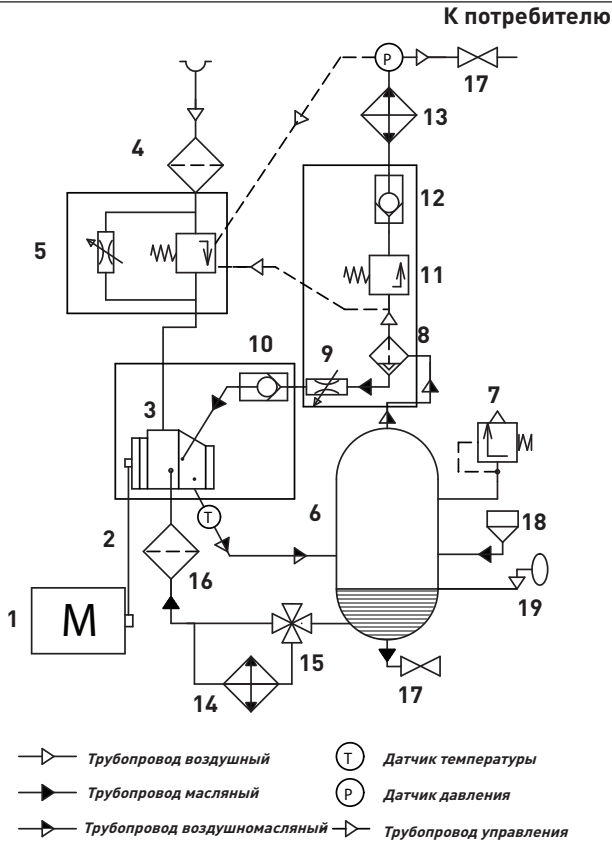 К потребителю
P
17
13
4
12
5
11
8
10
9
3
7
6
18
T
2
16
19
1
M
15
14
17
Трубопровод воздушный
T
Датчик температуры
Трубопровод масляный
P
Датчик давления
Трубопровод воздушномасляный
Трубопровод управления